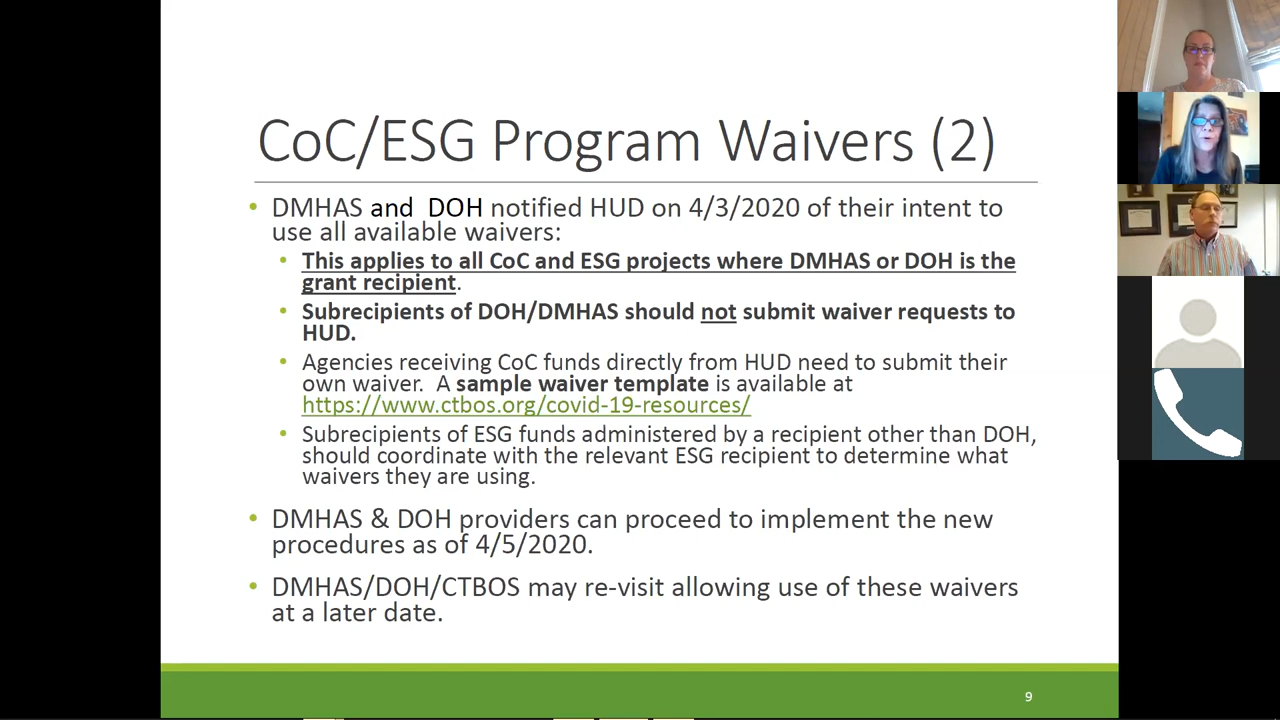 CoC/ESG Program Waivers (2)
• DMHAS and DOH notified HUD on 4/3/2020 of their intent to
use all available waivers:
• This applies to all CoC and ESG projects where DMHAS or DOH is the
grant recipient.
• Subrecipients of DOH/DMHAS should not submit waiver requests to
HUD.
• Agencies receiving CoC funds directly from HUD need to submit their
own waiver. A sample waiver template is available at
https://www.ctbos.org/covid-19-resources/
• Subrecipients of ESG funds administered by a recipient other than DOH,
should coordinate with the relevant ESG recipient to determine what
waivers they are using.
• DMHAS & DOH providers can proceed to implement the new
procedures as of 4/5/2020.
• DMHAS/DOH/CTBOS may re-visit allowing use of these waivers
at a later date.
9